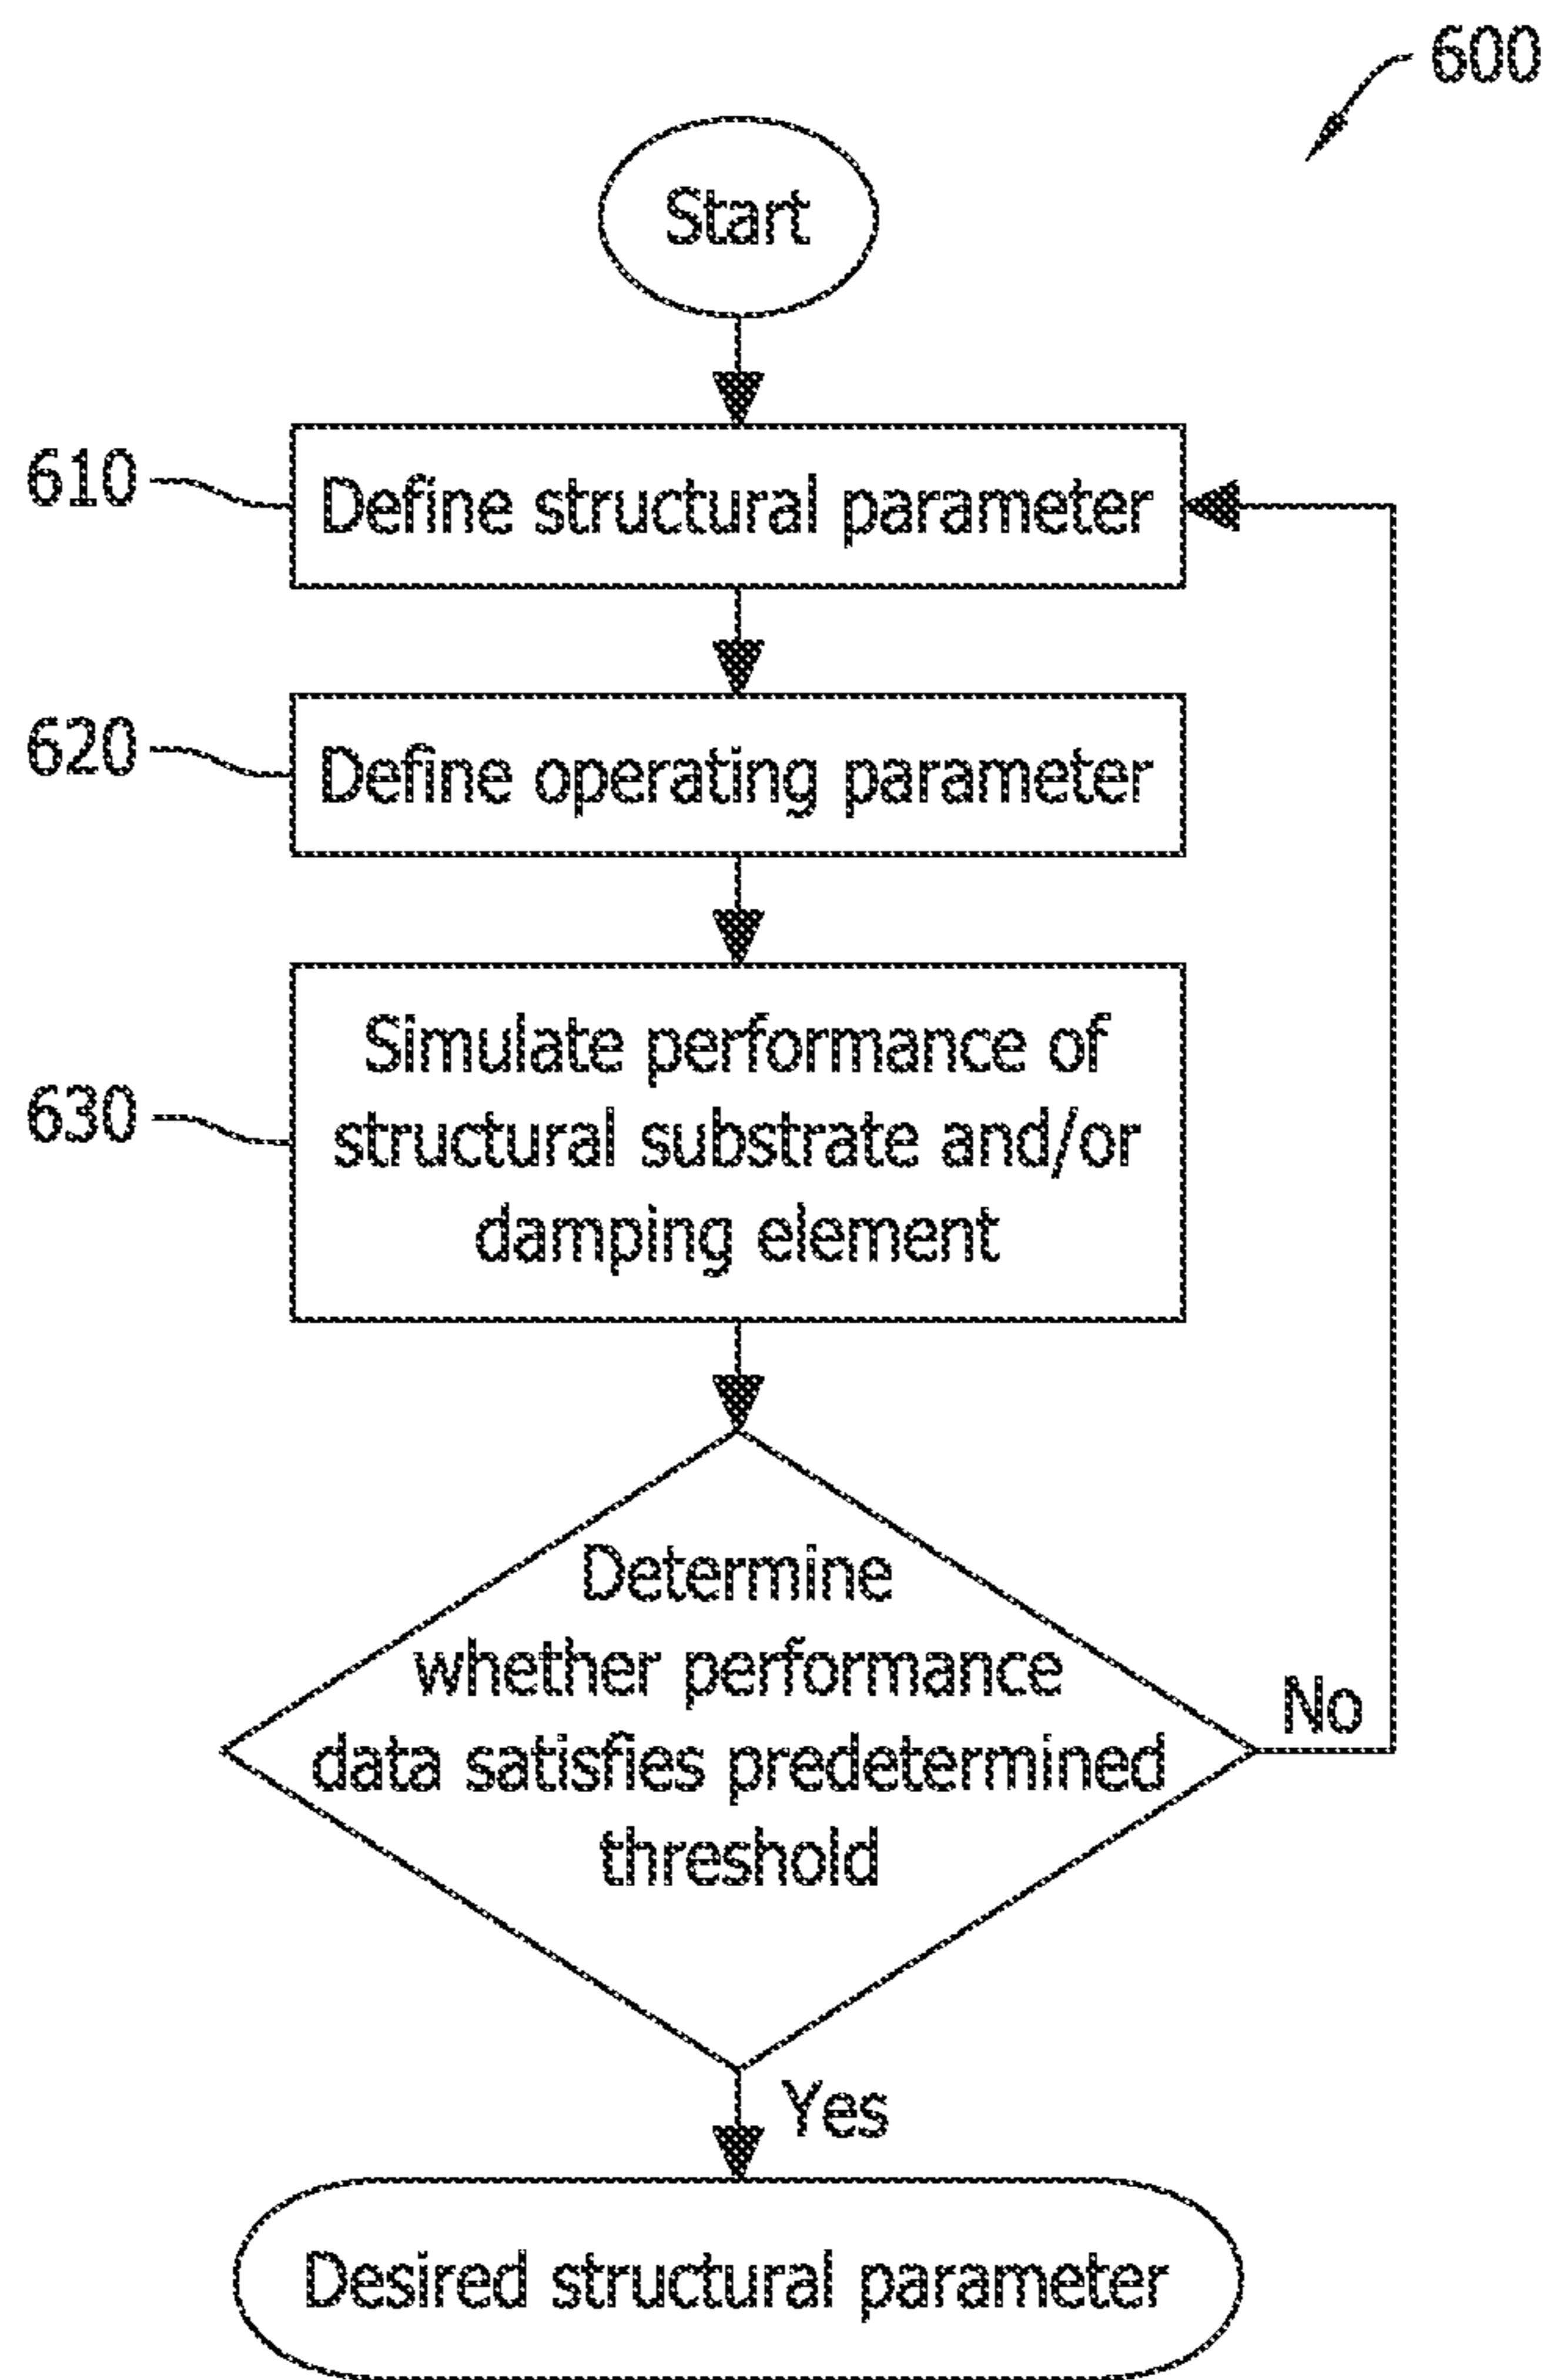 600
Start
610
Define structural parameter
620
Define operating parameter
630
Simulate performance of
structural substrate and/or
damping element
Determine
whether performance
data satisfies predetermined
threshold
No
Yes
Desired structural parameter